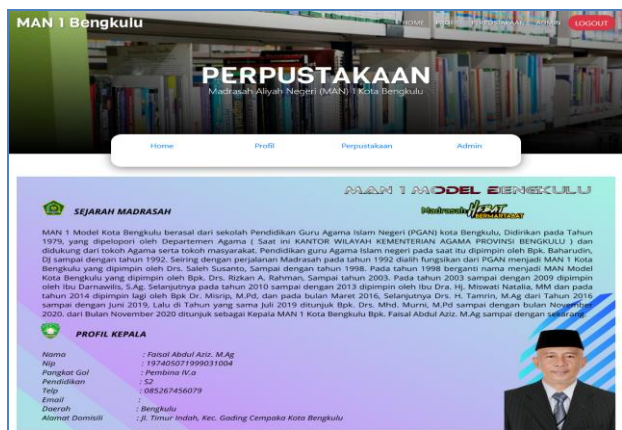 MAN 1 Bengkulu
HOME PROFIL PERPUSTAKAAN ADMIN LOGOUT
PERPUSTAKAAN
Madrasah Aliyah Negeri (MAN) 1 Kota Bengkulu
Home Profil Perpustakaan Admin
MAN 1 MODEL BENGKULU
SEJARAH MADRASAH
Madrasah HEBAT
BERMARTABAT
MAN 1 Model Kota Bengkulu berasal dari sekolah Pendidikan Guru Agama Islam Negeri (PGAN) kota Bengkulu, Didirikan pada Tahun
1979, yang dipelopori oleh Departemen Agama ( Saat ini KANTOR WILAYAH KEMENTERIAN AGAMA PROVINSI BENGKULU ) dan
didukung dari tokoh Agama serta tokoh masyarakat. Pendidikan guru Agama Islam negeri pada saat itu dipimpin oleh Bpk. Baharudin,
DJ sampai dengan tahun 1992. Seiring dengan perjalanan Madrasah pada tahun 1992 dialih fungsikan dari PGAN menjadi MAN 1 Kota
Bengkulu yang dipimpin oleh Drs. Saleh Susanto, Sampai dengan tahun 1998. Pada tahun 1998 berganti nama menjadi MAN Model
Kota Bengkulu yang dipimpin oleh Bpk. Drs. Rizkan A. Rahman, Sampai tahun 2003. Pada tahun 2003 sampai dengan 2009 dipimpin
oleh Ibu Darnawilis, S.Ag. Selanjutnya pada tahun 2010 sampai dengan 2013 dipimpin oleh Ibu Dra. Hj. Miswati Natalia, MM dan pada
tahun 2014 dipimpin lagi oleh Bpk Dr. Misrip, M.Pd, dan pada bulan Maret 2016, Selanjutnya Drs. H. Tamrin, M.Ag dari Tahun 2016
sampai dengan Juni 2019, Lalu di Tahun yang sama Juli 2019 ditunjuk Bpk. Drs. Mhd. Murni, M.Pd sampai dengan bulan November
2020. dari Bulan November 2020 ditunjuk sebagai Kepala MAN 1 Kota Bengkulu Bpk. Faisal Abdul Aziz. M.Ag sampai dengan sekarang
PROFIL KEPALA
Nama : Faisal Abdul Aziz. M.Ag
Nip : 197405071999031004
Pangkat Gol : Pembina IV.a
Pendidikan : S2
Telp : 085267456079
Email :
Daerah : Bengkulu
Alamat Domisili : Jl. Timur Indah, Kec. Gading Cempaka Kota Bengkulu